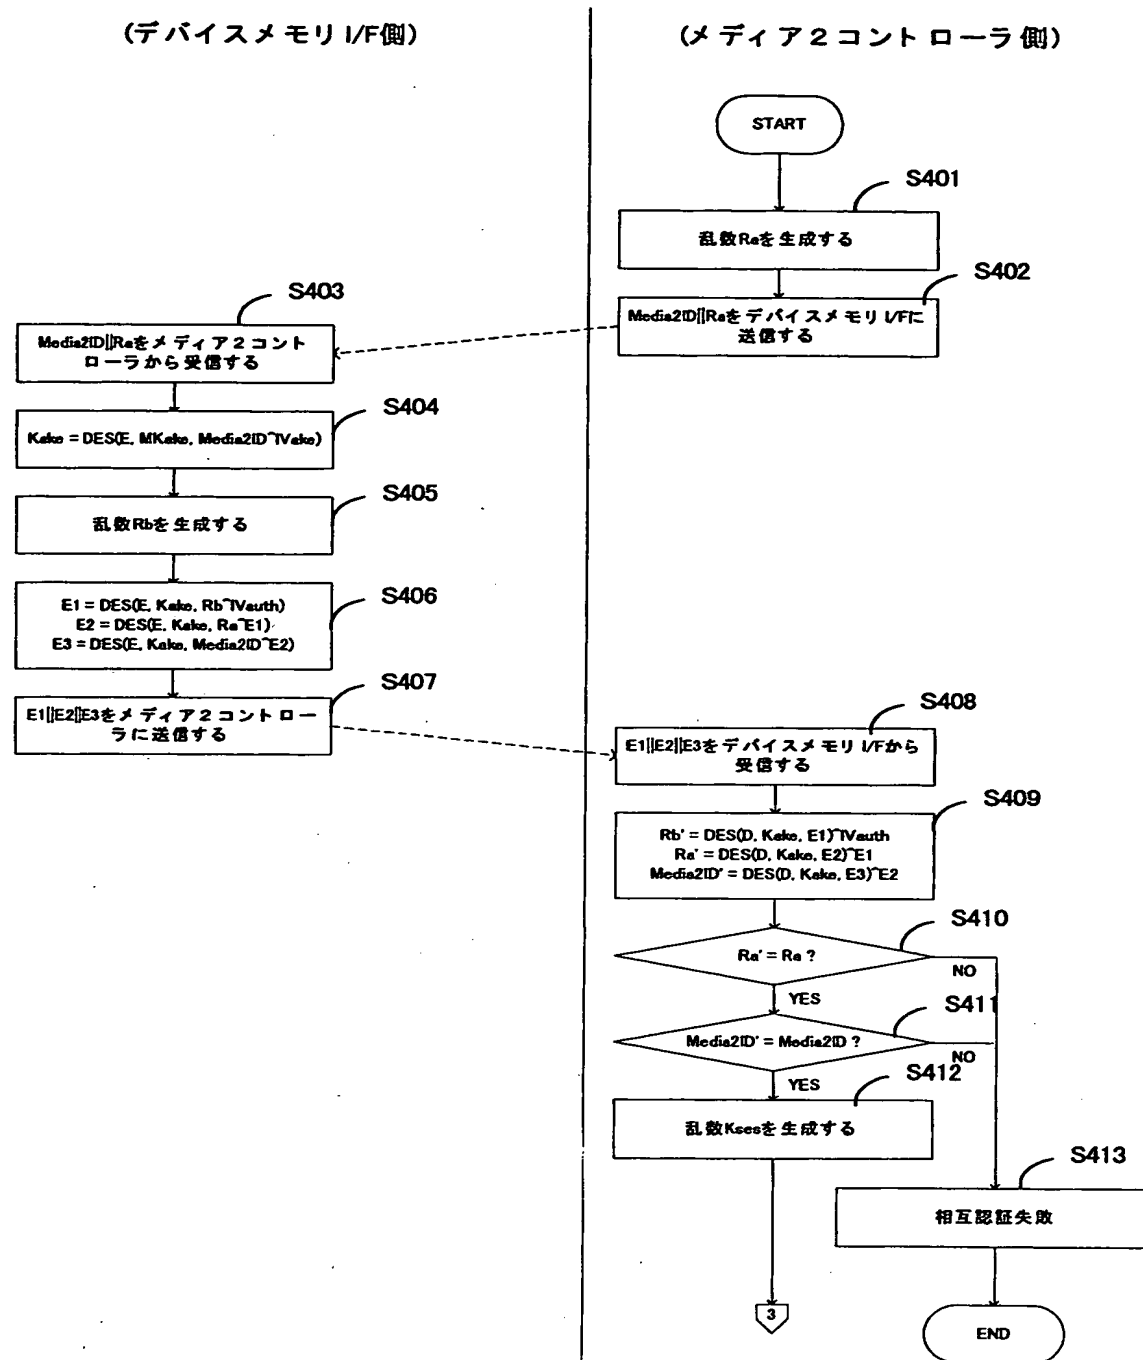 (デバイスメモリI/F側)
(メディア2コントローラ側)
START
S401
乱数Raを生成する
S402
Media2ID||RaをデバイスメモリI/Fに
送信する
S403
Media2ID||Raをメディア2コント
ローラから受信する
S404
Kake = DES(E, MKake, Media2ID^IVake)
S405
乱数Rbを生成する
S406
E1 = DES(E, Kake, Rb^IVauth)
E2 = DES(E, Kake, Ra^E1)
E3 = DES(E, Kake, Media2ID^E2)
S407
E1||E2||E3をメディア2コントロー
ラに送信する
S408
E1||E2||E3をデバイスメモリI/Fから
受信する
S409
Rb' = DES(D, Kake, E1)^IVauth
Ra' = DES(D, Kake, E2)^E1
Media2ID' = DES(D, Kake, E3)^E2
S410
Ra' = Ra ?
NO
YES
S411
Media2ID' = Media2ID ?
NO
YES
S412
乱数Ksesを生成する
S413
相互認証失敗
3
END